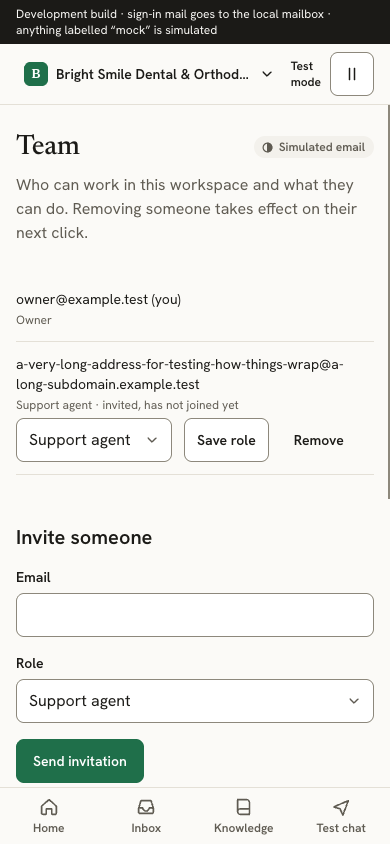 Development build · sign-in mail goes to the local mailbox ·
anything labelled “mock” is simulated
B Bright Smile Dental & Orthod… Test
mode
Team
Simulated email
Who can work in this workspace and what they
can do. Removing someone takes effect on their
next click.
owner@example.test (you)
Owner
a-very-long-address-for-testing-how-things-wrap@a-
long-subdomain.example.test
Support agent · invited, has not joined yet
Support agent Save role Remove
Invite someone
Email
Role
Support agent
Send invitation
Home Inbox Knowledge Test chat